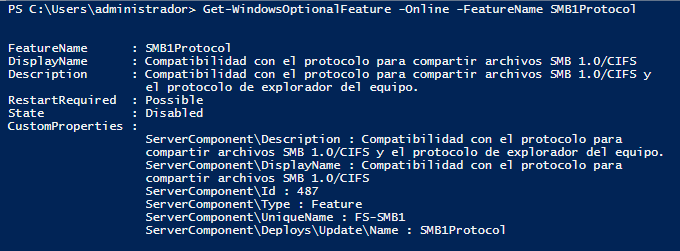 PS C:\Users\administrador> Get-WindowsOptionalFeature -Online -FeatureName SMB1Protocol
FeatureName      : SMB1Protocol
DisplayName      : Compatibilidad con el protocolo para compartir archivos SMB 1.0/CIFS
Description      : Compatibilidad con el protocolo para compartir archivos SMB 1.0/CIFS y
                   el protocolo de explorador del equipo.
RestartRequired  : Possible
State            : Disabled
CustomProperties :
                   ServerComponent\Description : Compatibilidad con el protocolo para
                   compartir archivos SMB 1.0/CIFS y el protocolo de explorador del equipo.
                   ServerComponent\DisplayName : Compatibilidad con el protocolo para
                   compartir archivos SMB 1.0/CIFS
                   ServerComponent\Id : 487
                   ServerComponent\Type : Feature
                   ServerComponent\UniqueName : FS-SMB1
                   ServerComponent\Deploys\Update\Name : SMB1Protocol